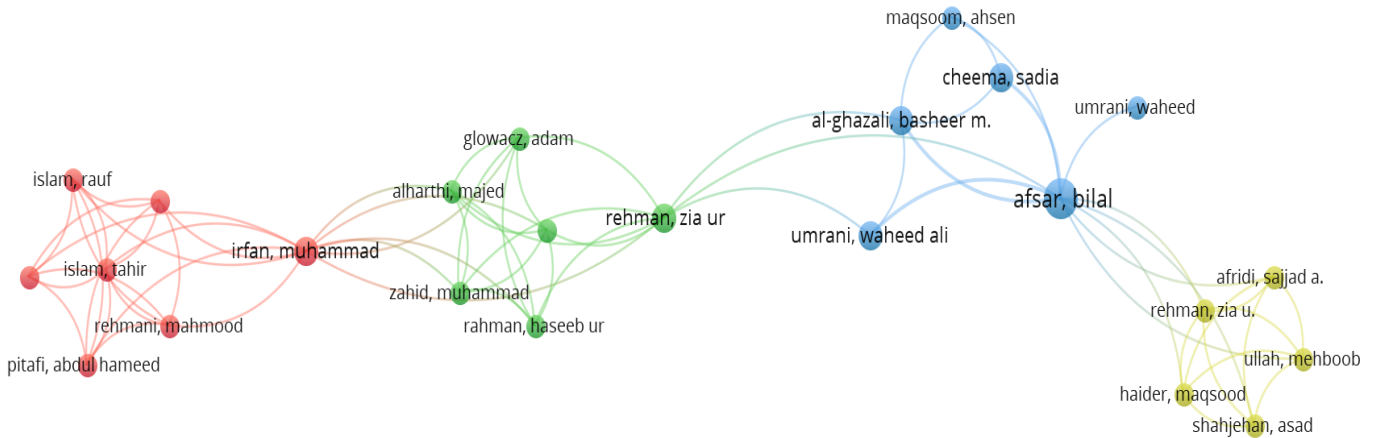 maqsoom, ahsen
cheema, sadia
umrani, waheed
al-ghazali, basheer m.
glowacz, adam
islam, rauf
alharthi, majed
afsar, bilal
rehman, zia ur
umrani, waheed ali
irfan, muhammad
islam, tahir
afridi, sajjad a.
zahid, muhammad
rehman, zia u.
rehmani, mahmood
rahman, haseeb ur
ullah, mehboob
pitafi, abdul hameed
haider, maqsood
shahjehan, asad